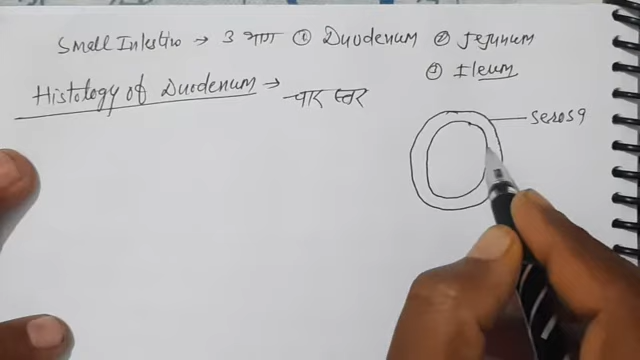 Small Intestine → 3 भाग ① Duodenum ② Jejunum
③ Ileum
Histology of Duodenum →
चार स्तर
Serosa